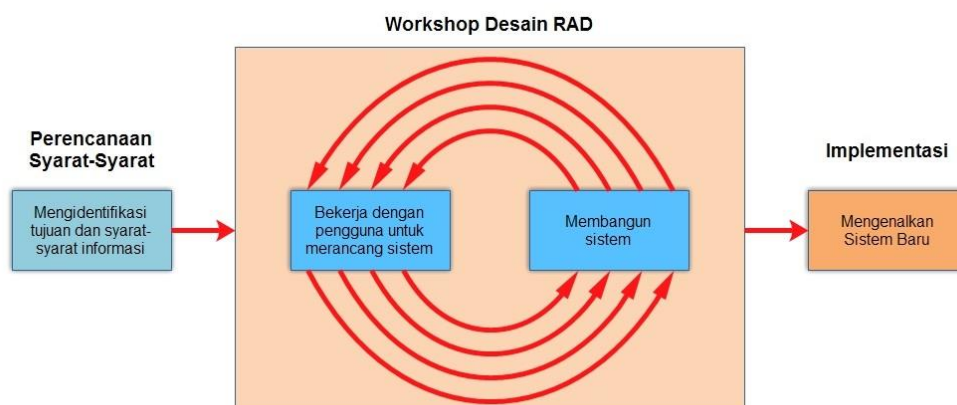 Workshop Desain RAD
Perencanaan
Syarat-Syarat
Mengidentifikasi
tujuan dan syarat-
syarat informasi
Bekerja dengan
pengguna untuk
merancang sistem
Membangun
sistem
Implementasi
Mengenalkan
Sistem Baru